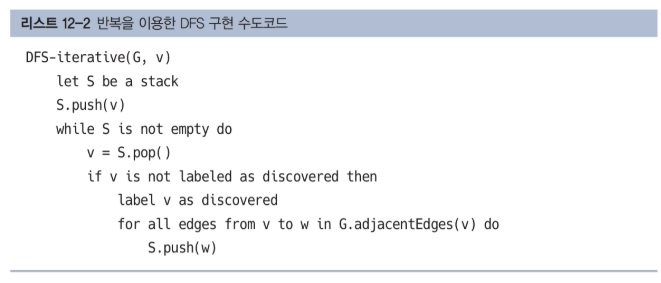 리스트 12-2 반복을 이용한 DFS 구현 수도코드
DFS-iterative(G, v)
    let S be a stack
    S.push(v)
    while S is not empty do
        v = S.pop()
        if v is not labeled as discovered then
            label v as discovered
            for all edges from v to w in G.adjacentEdges(v) do
                S.push(w)